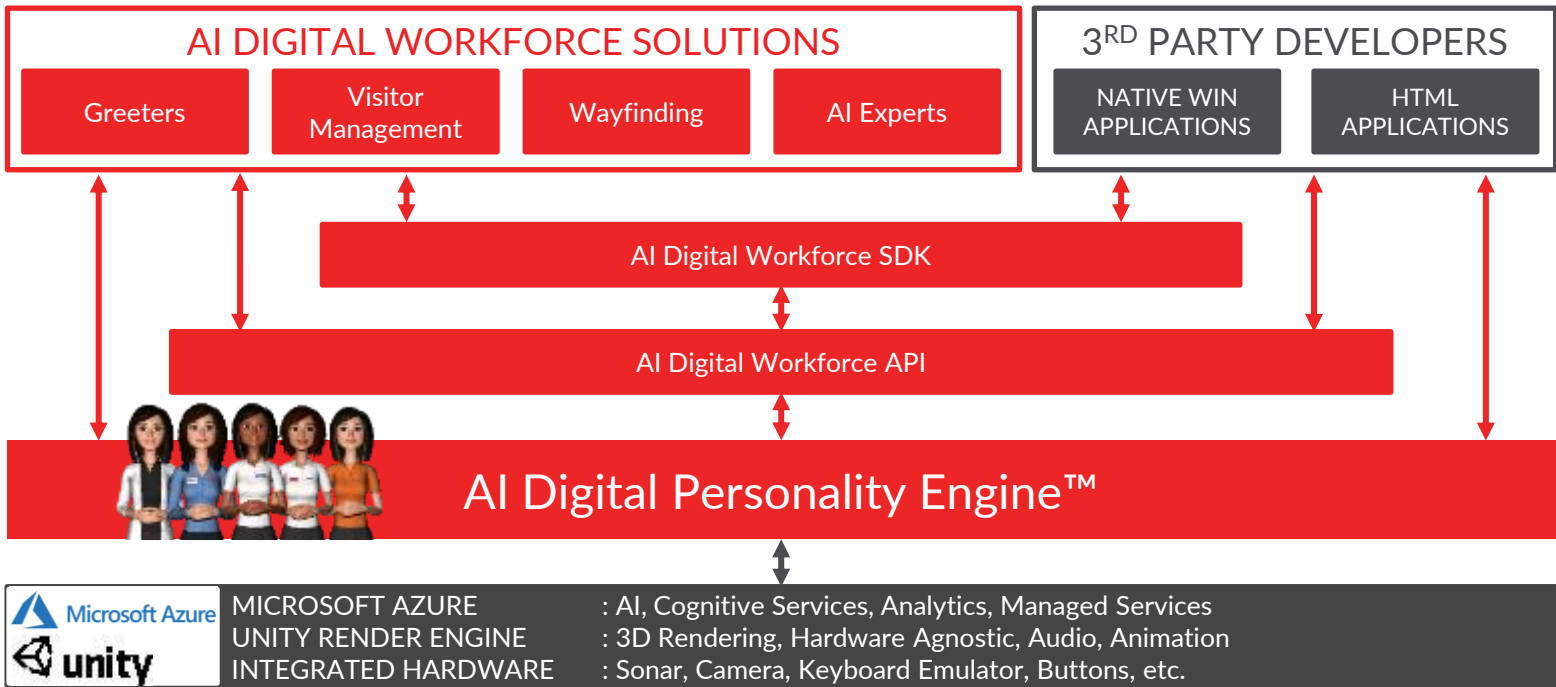 AI DIGITAL WORKFORCE SOLUTIONS
Greeters
Visitor
Management
Wayfinding
AI Experts
3RD PARTY DEVELOPERS
NATIVE WIN
APPLICATIONS
HTML
APPLICATIONS
AI Digital Workforce SDK
AI Digital Workforce API
AI Digital Personality Engine™
Microsoft Azure
unity
MICROSOFT AZURE : AI, Cognitive Services, Analytics, Managed Services
UNITY RENDER ENGINE : 3D Rendering, Hardware Agnostic, Audio, Animation
INTEGRATED HARDWARE : Sonar, Camera, Keyboard Emulator, Buttons, etc.